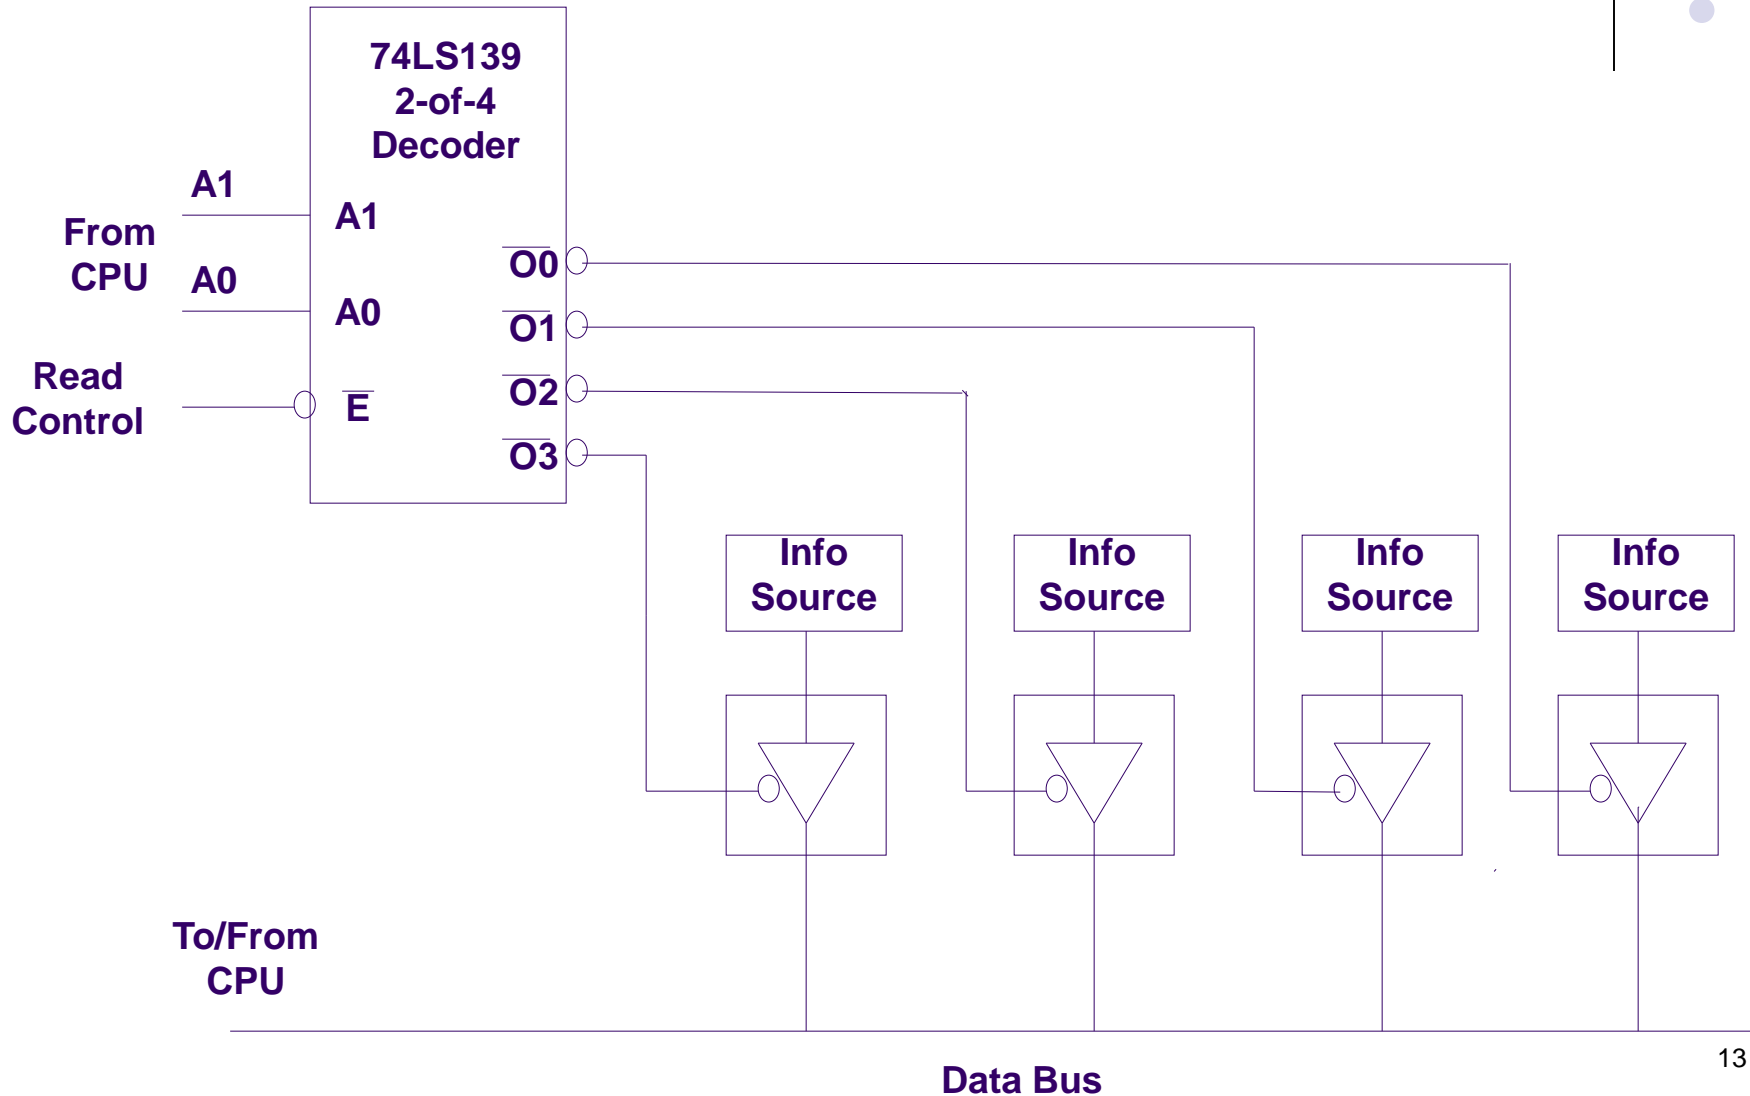 74LS139
2-of-4
Decoder
A1
From
CPU
A0
Read
Control
A1
A0
E
O0
O1
O2
O3
Info
Source
Info
Source
Info
Source
Info
Source
To/From
CPU
Data Bus
13